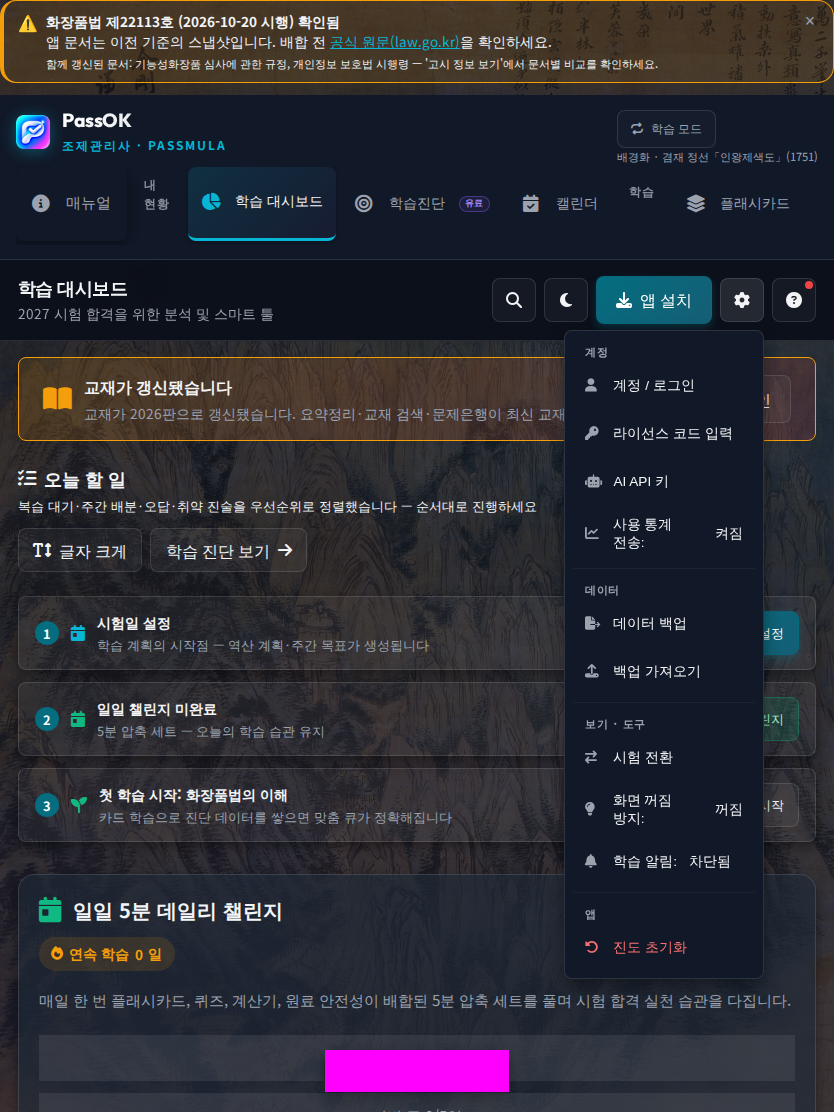 화장품법 제22113호 (2026-10-20 시행) 확인됨
앱 문서는 이전 기준의 스냅샷입니다. 배합 전 공식 원문(law.go.kr)을 확인하세요.
함께 갱신된 문서: 기능성화장품 심사에 관한 규정, 개인정보 보호법 시행령 — '고시 정보 보기'에서 문서별 비교를 확인하세요.
PassOK
조제관리사 · PASSMULA
학습 모드
배경화 · 겸재 정선「인왕제색도」(1751)
매뉴얼
내 현황
학습 대시보드
학습진단 유료
캘린더
학습
플래시카드
학습 대시보드
2027 시험 합격을 위한 분석 및 스마트 툴
앱 설치
교재가 갱신됐습니다
교재가 2026판으로 갱신됐습니다. 요약정리·교재 검색·문제은행이 최신 교재
오늘 할 일
복습 대기·주간 배분·오답·취약 진술을 우선순위로 정렬했습니다 — 순서대로 진행하세요
글자 크게
학습 진단 보기
1 시험일 설정
학습 계획의 시작점 — 역산 계획·주간 목표가 생성됩니다
2 일일 챌린지 미완료
5분 압축 세트 — 오늘의 학습 습관 유지
3 첫 학습 시작: 화장품법의 이해
카드 학습으로 진단 데이터를 쌓으면 맞춤 큐가 정확해집니다
계정
계정 / 로그인
라이선스 코드 입력
AI API 키
사용 통계 전송: 켜짐
데이터
데이터 백업
백업 가져오기
보기 · 도구
시험 전환
화면 꺼짐 방지: 꺼짐
학습 알림: 차단됨
앱
진도 초기화
일일 5분 데일리 챌린지
연속 학습 0 일
매일 한 번 플래시카드, 퀴즈, 계산기, 원료 안전성이 배합된 5분 압축 세트를 풀며 시험 합격 실천 습관을 다집니다.